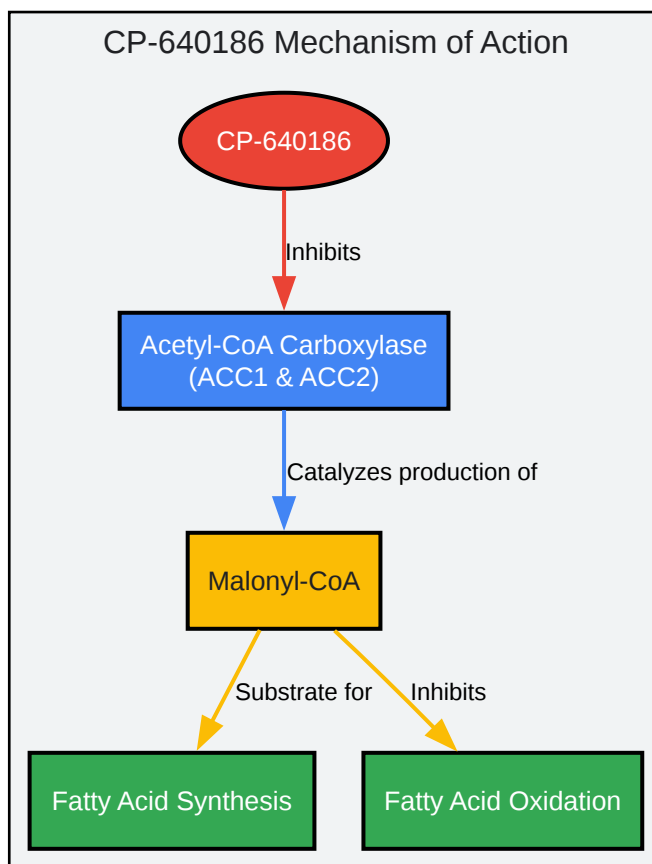 CP-640186 Mechanism of Action
CP-640186
Inhibits
Acetyl-CoA Carboxylase
(ACC1 & ACC2)
Catalyzes production of
Malonyl-CoA
Substrate for
Inhibits
Fatty Acid Synthesis
Fatty Acid Oxidation